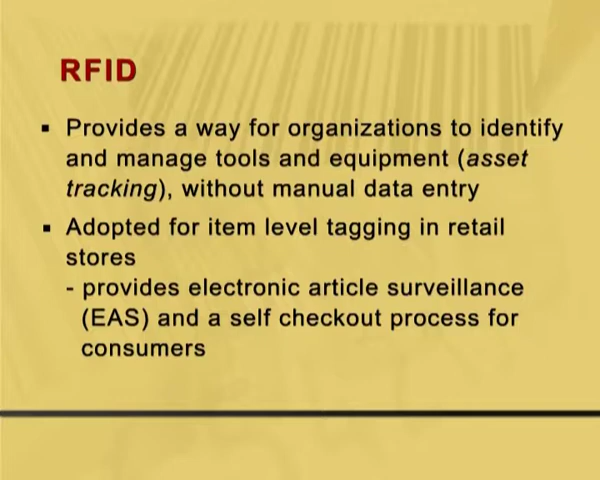 RFID
▪ Provides a way for organizations to identify
and manage tools and equipment (asset
tracking), without manual data entry
▪ Adopted for item level tagging in retail
stores
- provides electronic article surveillance
(EAS) and a self checkout process for
consumers